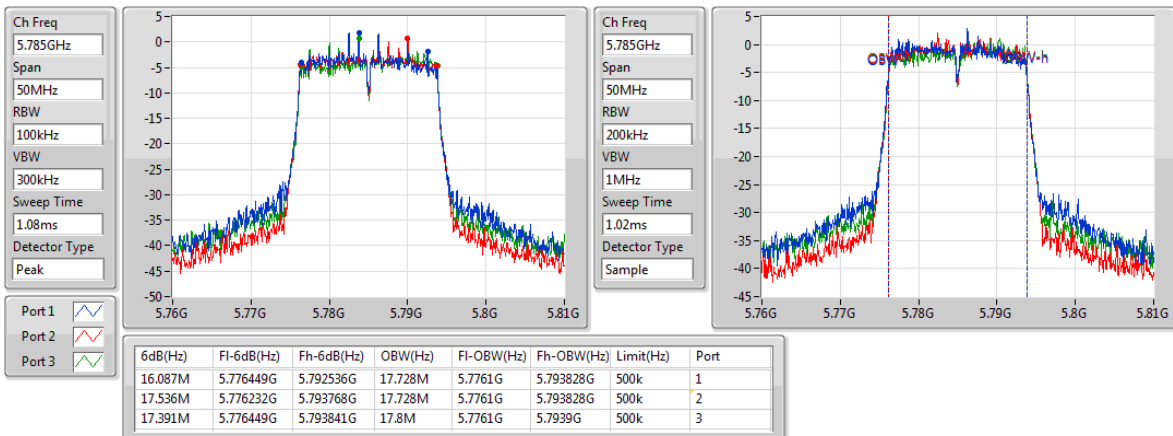 Ch Freq
5.785GHz
Span
50MHz
RBW
100kHz
VBW
300kHz
Sweep Time
1.08ms
Detector Type
Peak
Port 1
Port 2
Port 3
5
0
-5
-10
-15
-20
-25
-30
-35
-40
-45
-50
5.76G 5.77G 5.78G 5.79G 5.8G 5.81G
Ch Freq
5.785GHz
Span
50MHz
RBW
200kHz
VBW
1MHz
Sweep Time
1.02ms
Detector Type
Sample
5
0
-5
-10
-15
-20
-25
-30
-35
-40
-45
5.76G 5.77G 5.78G 5.79G 5.8G 5.81G
6dB(Hz) Fl-6dB(Hz) Fh-6dB(Hz) OBW(Hz) Fl-OBW(Hz) Fh-OBW(Hz) Limit(Hz) Port
16.087M 5.776449G 5.792536G 17.728M 5.7761G 5.793828G 500k 1
17.536M 5.776232G 5.793768G 17.728M 5.7761G 5.793828G 500k 2
17.391M 5.776449G 5.793841G 17.8M 5.7761G 5.7939G 500k 3